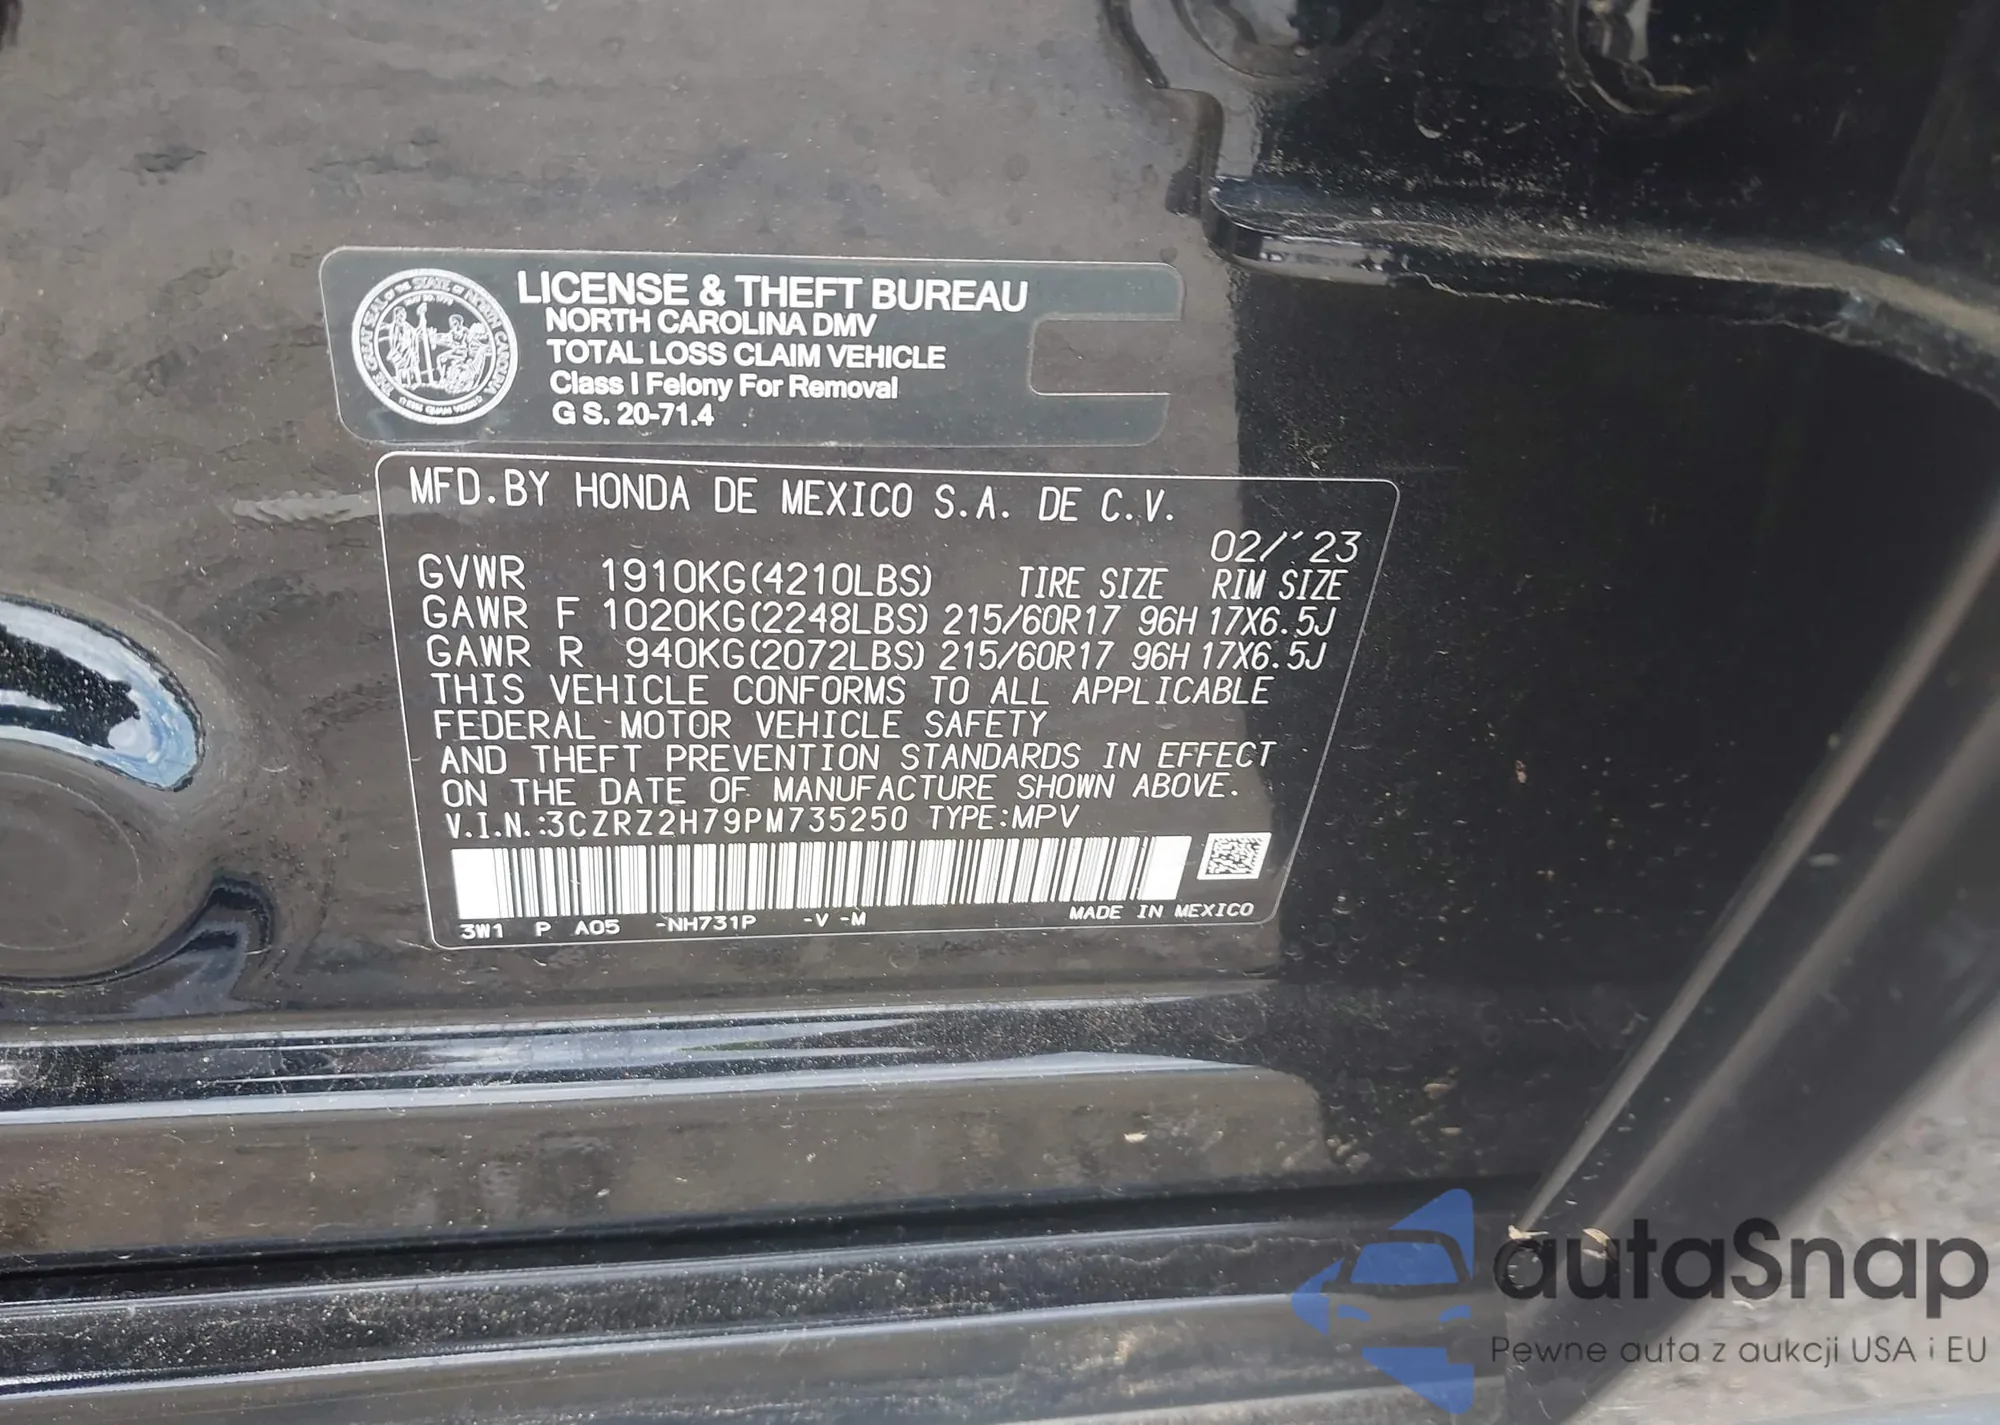 LICENSE & THEFT BUREAU
NORTH CAROLINA DMV
TOTAL LOSS CLAIM VEHICLE
Class I Felony For Removal
G S. 20-71.4
MFD.BY HONDA DE MEXICO S.A. DE C.V.
02/'23
GVWR 1910KG(4210LBS) TIRE SIZE RIM SIZE
GAWR F 1020KG(2248LBS) 215/60R17 96H 17X6.5J
GAWR R 940KG(2072LBS) 215/60R17 96H 17X6.5J
THIS VEHICLE CONFORMS TO ALL APPLICABLE
FEDERAL MOTOR VEHICLE SAFETY
AND THEFT PREVENTION STANDARDS IN EFFECT
ON THE DATE OF MANUFACTURE SHOWN ABOVE.
V.I.N.:3CZRZ2H79PM735250 TYPE:MPV
3W1 P A05 -NH731P -V -M MADE IN MEXICO
autaSnap
Pewne auta z aukcji USA i EU